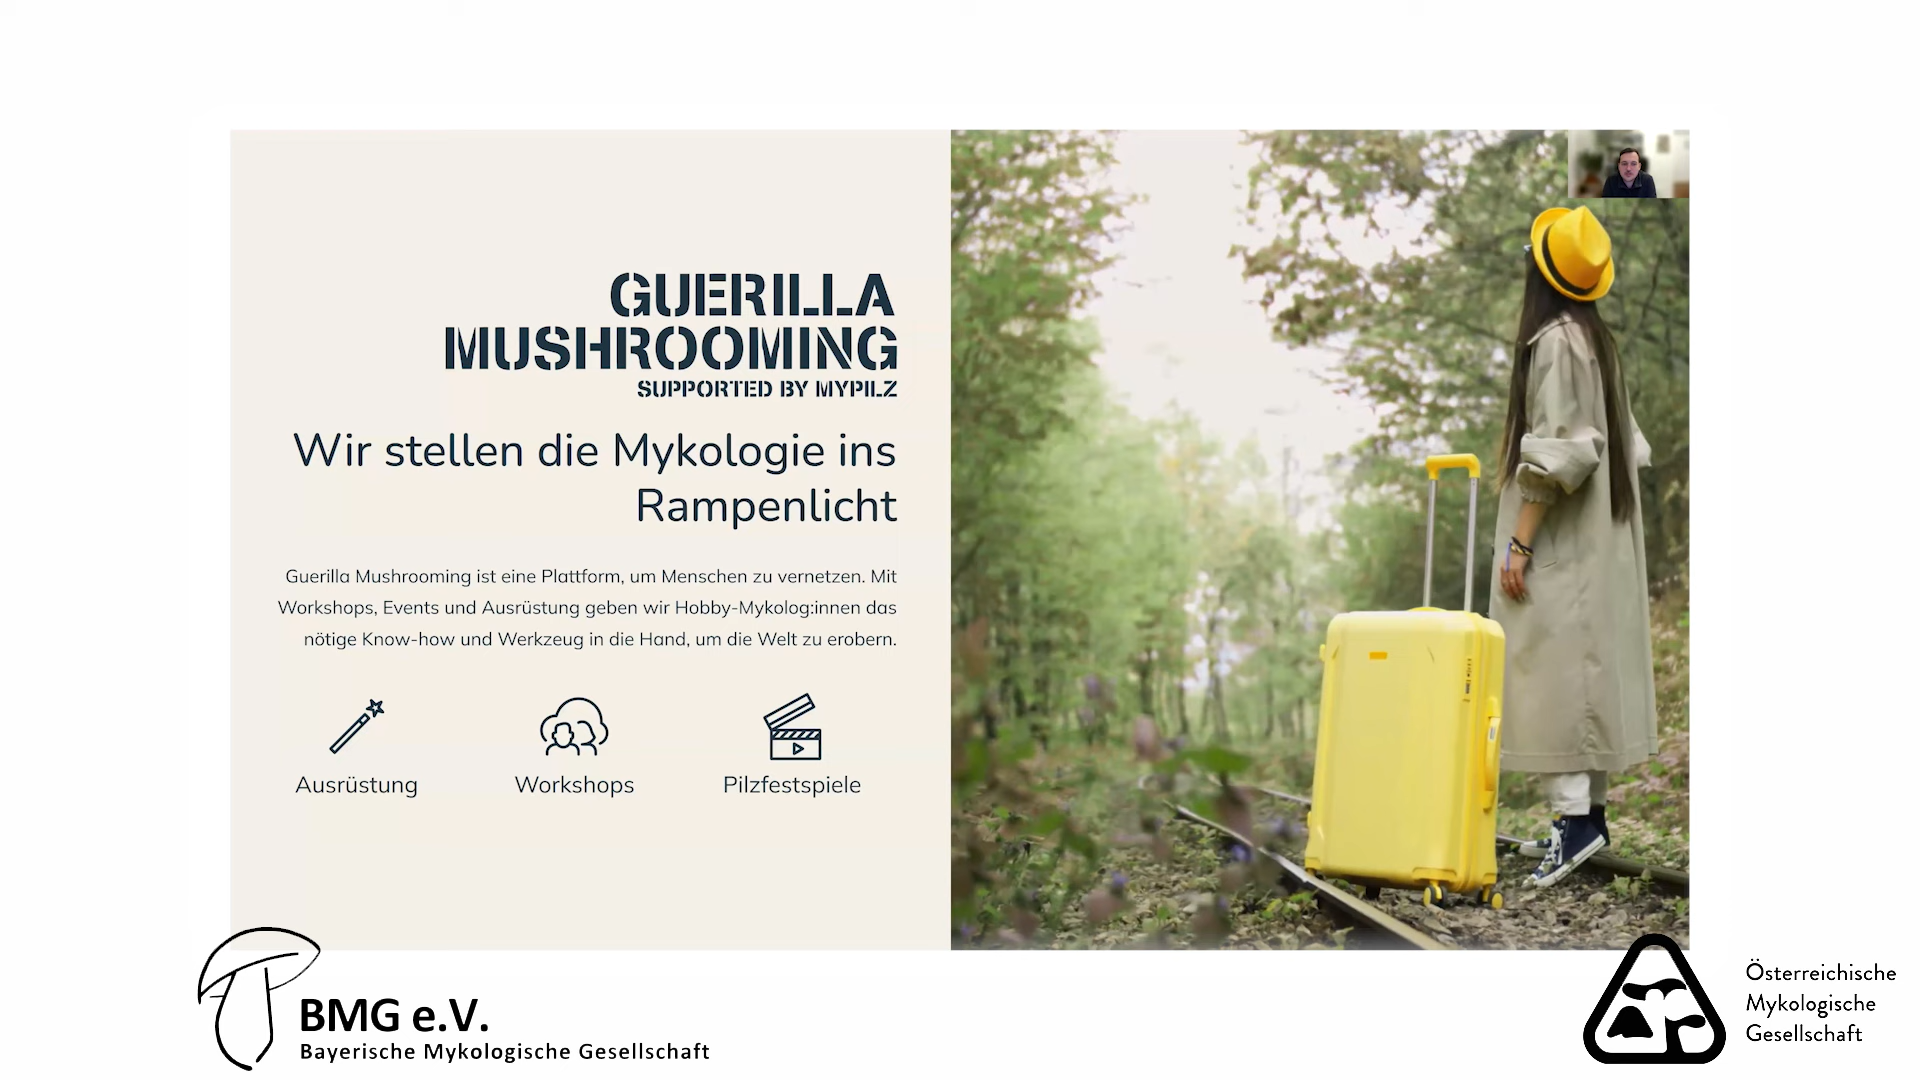 GUERILLA
MUSHROOMING
SUPPORTED BY MYPILZ
Wir stellen die Mykologie ins
Rampenlicht
Guerilla Mushrooming ist eine Plattform, um Menschen zu vernetzen. Mit
Workshops, Events und Ausrüstung geben wir Hobby-Mykolog:innen das
nötige Know-how und Werkzeug in die Hand, um die Welt zu erobern.
Ausrüstung
Workshops
Pilzfestspiele
BMG e.V.
Bayerische Mykologische Gesellschaft
Österreichische
Mykologische
Gesellschaft